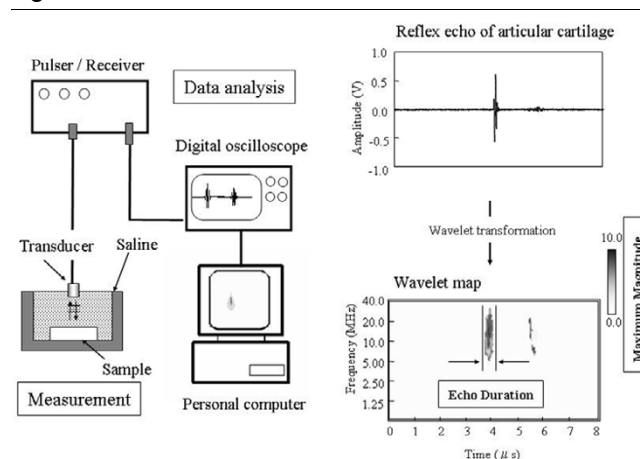 Pulser / Receiver
Data analysis
Digital oscilloscope
Transducer
Saline
Sample
Measurement
Personal computer
Reflex echo of articular cartilage
Amplitude (V)
1.0
0.5
0.0
-0.5
-1.0
Wavelet transformation
Wavelet map
Frequency (MHz)
40.0
20.0
10.0
5.00
2.50
1.25
Echo Duration
0 1 2 3 4 5 6 7 8
Time (μs)
10.0
0.0
Maximum Magnitude